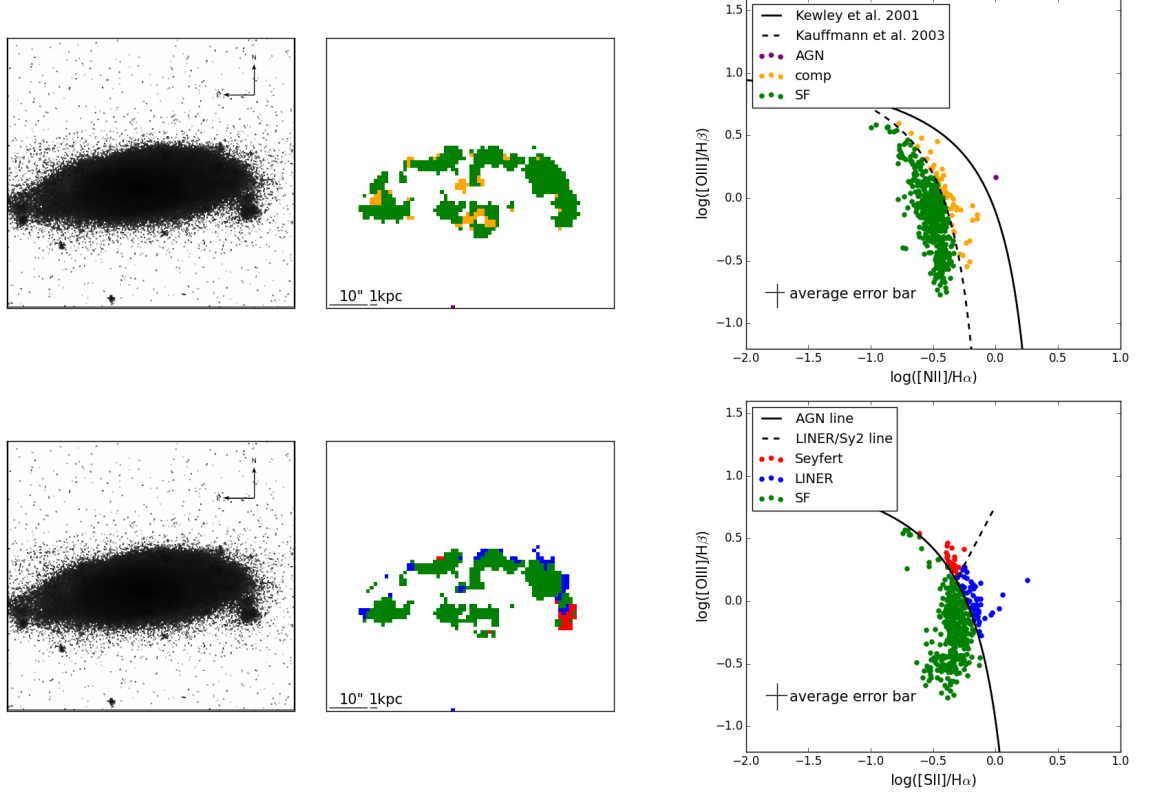 N
e
10" 1kpc
1.5
1.0
0.5
0.0
−0.5
−1.0
log([OIII]/Hβ)
Kewley et al. 2001
Kauffmann et al. 2003
AGN
comp
SF
average error bar
−2.0 −1.5 −1.0 −0.5 0.0 0.5 1.0
log([NII]/Hα)
N
e
10" 1kpc
1.5
1.0
0.5
0.0
−0.5
−1.0
log([OIII]/Hβ)
AGN line
LINER/Sy2 line
Seyfert
LINER
SF
average error bar
−2.0 −1.5 −1.0 −0.5 0.0 0.5 1.0
log([SII]/Hα)